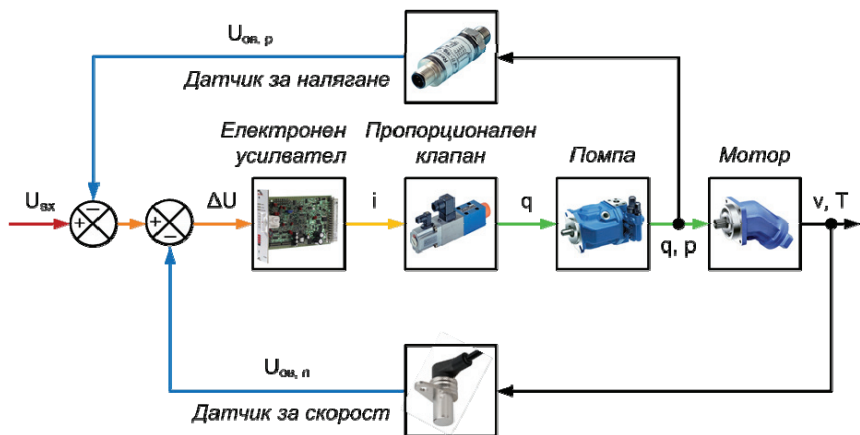 Uов, р
Датчик за налягане
Електронен
усилвател
Пропорционален
клапан
Помпа
Мотор
Uвх
ΔU
i
q
q, p
v, T
+
−
+
−
Uов, n
Датчик за скорост